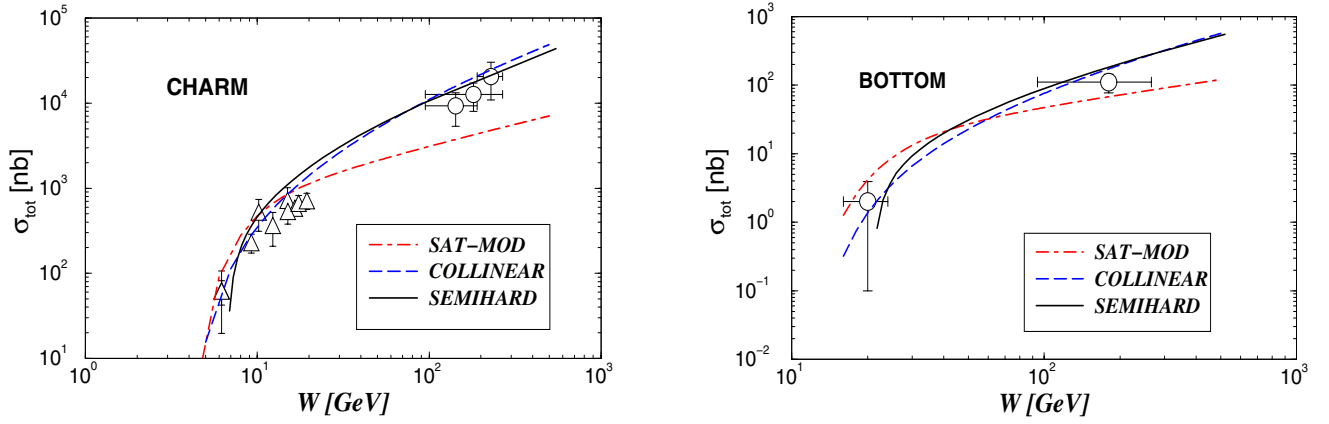 10^5
10^4
10^3
10^2
10^1
σ_tot [nb]
CHARM
SAT−MOD
COLLINEAR
SEMIHARD
10^0
10^1
10^2
10^3
W [GeV]
10^3
10^2
10^1
10^0
10^−1
10^−2
σ_tot [nb]
BOTTOM
SAT−MOD
COLLINEAR
SEMIHARD
10^1
10^2
10^3
W [GeV]